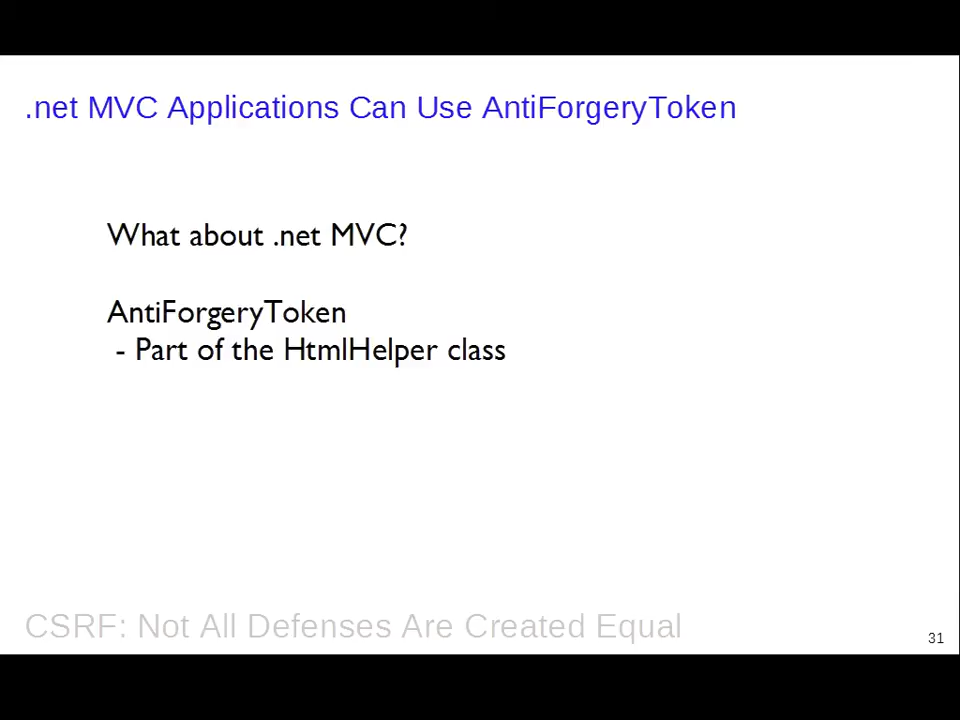 .net MVC Applications Can Use AntiForgeryToken
What about .net MVC?
AntiForgeryToken
- Part of the HtmlHelper class
CSRF: Not All Defenses Are Created Equal
31